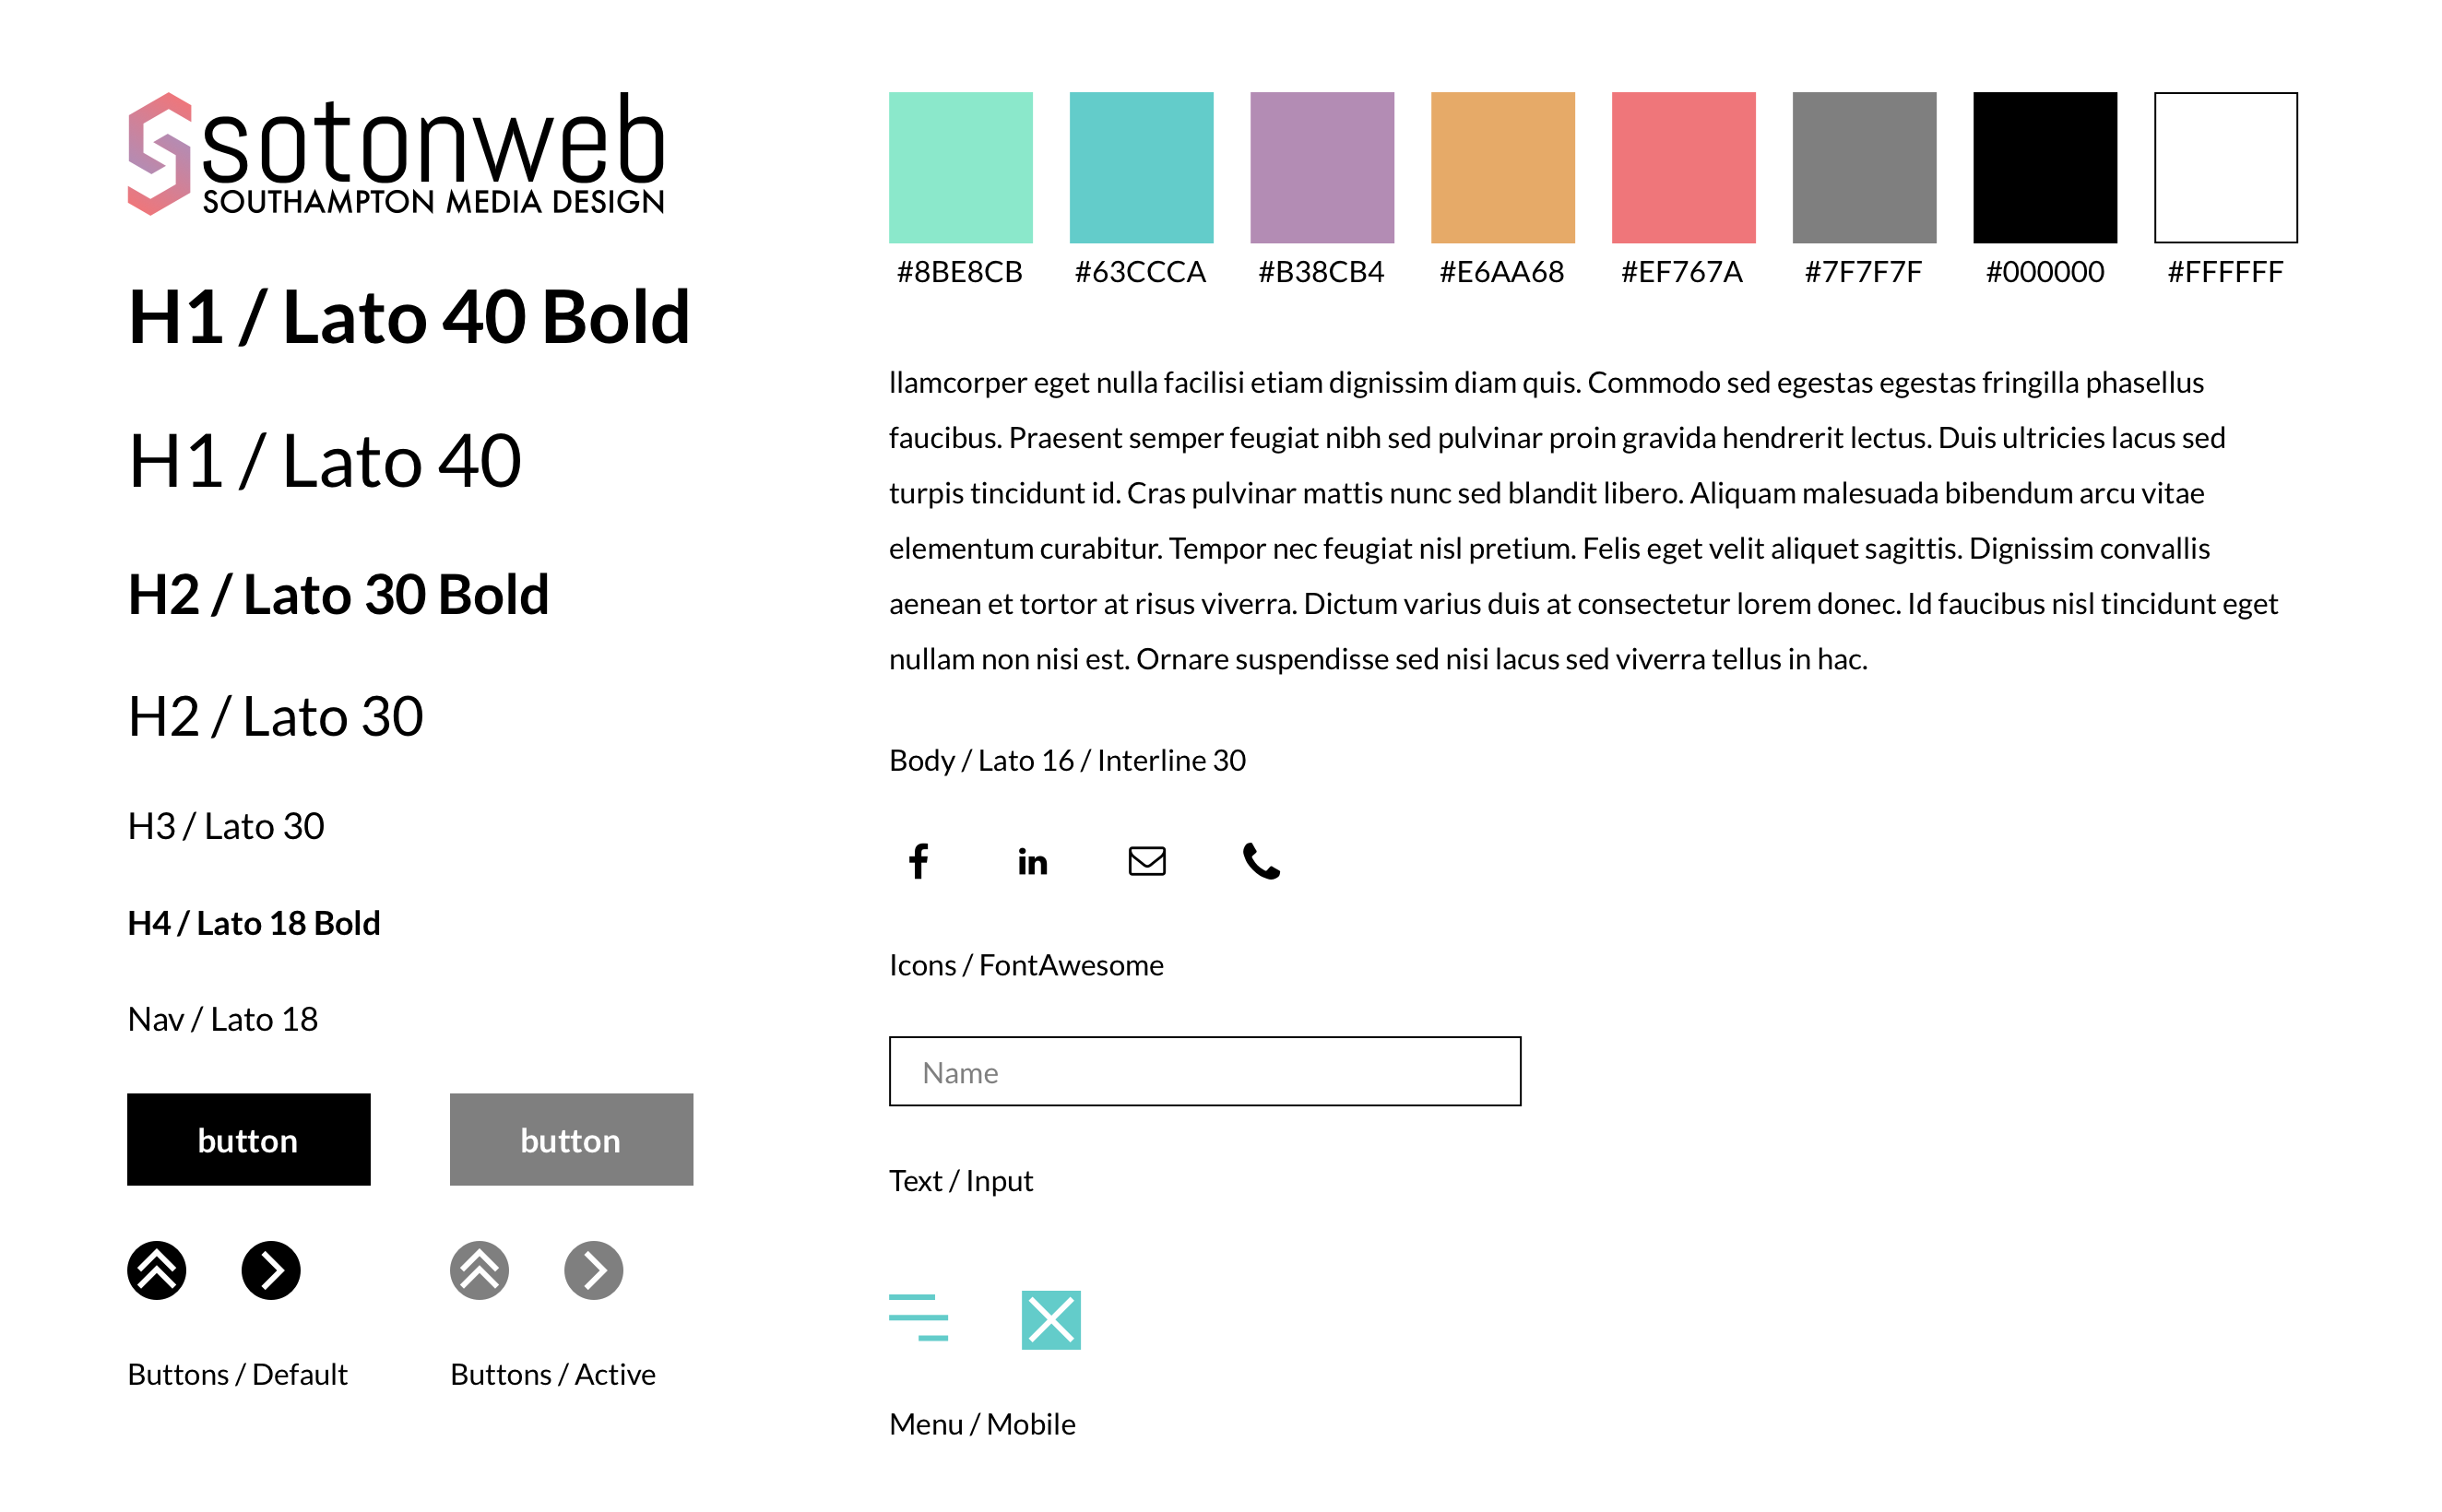 sotonweb
SOUTHAMPTON MEDIA DESIGN
H1 / Lato 40 Bold
H1 / Lato 40
H2 / Lato 30 Bold
H2 / Lato 30
H3 / Lato 30
H4 / Lato 18 Bold
Nav / Lato 18
button
button
Buttons / Default
Buttons / Active
#8BE8CB
#63CCCA
#B38CB4
#E6AA68
#EF767A
#7F7F7F
#000000
#FFFFFF
llamcorper eget nulla facilisi etiam dignissim diam quis. Commodo sed egestas egestas fringilla phasellus
faucibus. Praesent semper feugiat nibh sed pulvinar proin gravida hendrerit lectus. Duis ultricies lacus sed
turpis tincidunt id. Cras pulvinar mattis nunc sed blandit libero. Aliquam malesuada bibendum arcu vitae
elementum curabitur. Tempor nec feugiat nisl pretium. Felis eget velit aliquet sagittis. Dignissim convallis
aenean et tortor at risus viverra. Dictum varius duis at consectetur lorem donec. Id faucibus nisl tincidunt eget
nullam non nisi est. Ornare suspendisse sed nisi lacus sed viverra tellus in hac.
Body / Lato 16 / Interline 30
Icons / FontAwesome
Name
Text / Input
Menu / Mobile